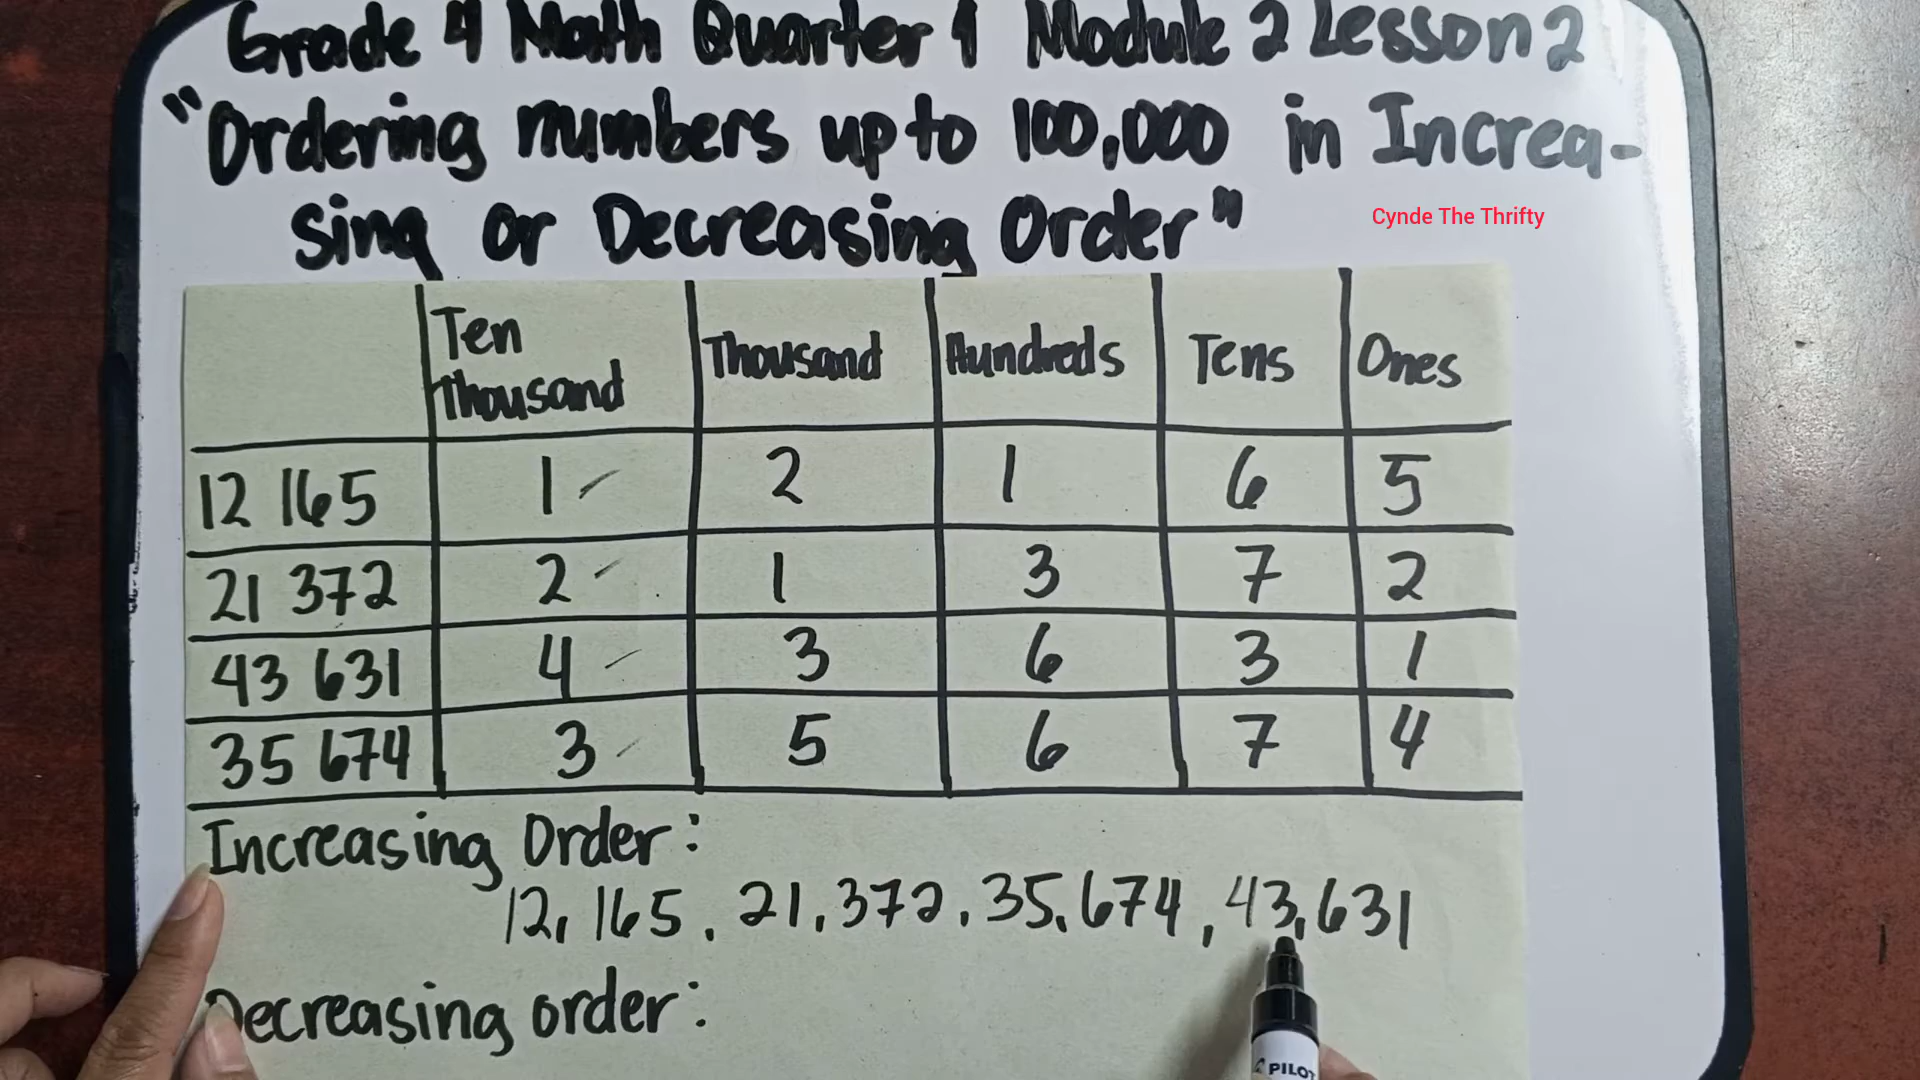 Grade 4 Math Quarter 1 Module 2 Lesson 2
"Ordering numbers up to 100,000 in Increa-
sing or Decreasing Order"
Cynde The Thrifty
Ten Thousand Thousand Hundreds Tens Ones
12 165 1 2 1 6 5
21 372 2 1 3 7 2
43 631 4 3 6 3 1
35 674 3 5 6 7 4
Increasing Order:
12,165, 21,372, 35,674, 43,631
Decreasing order:
PILOT